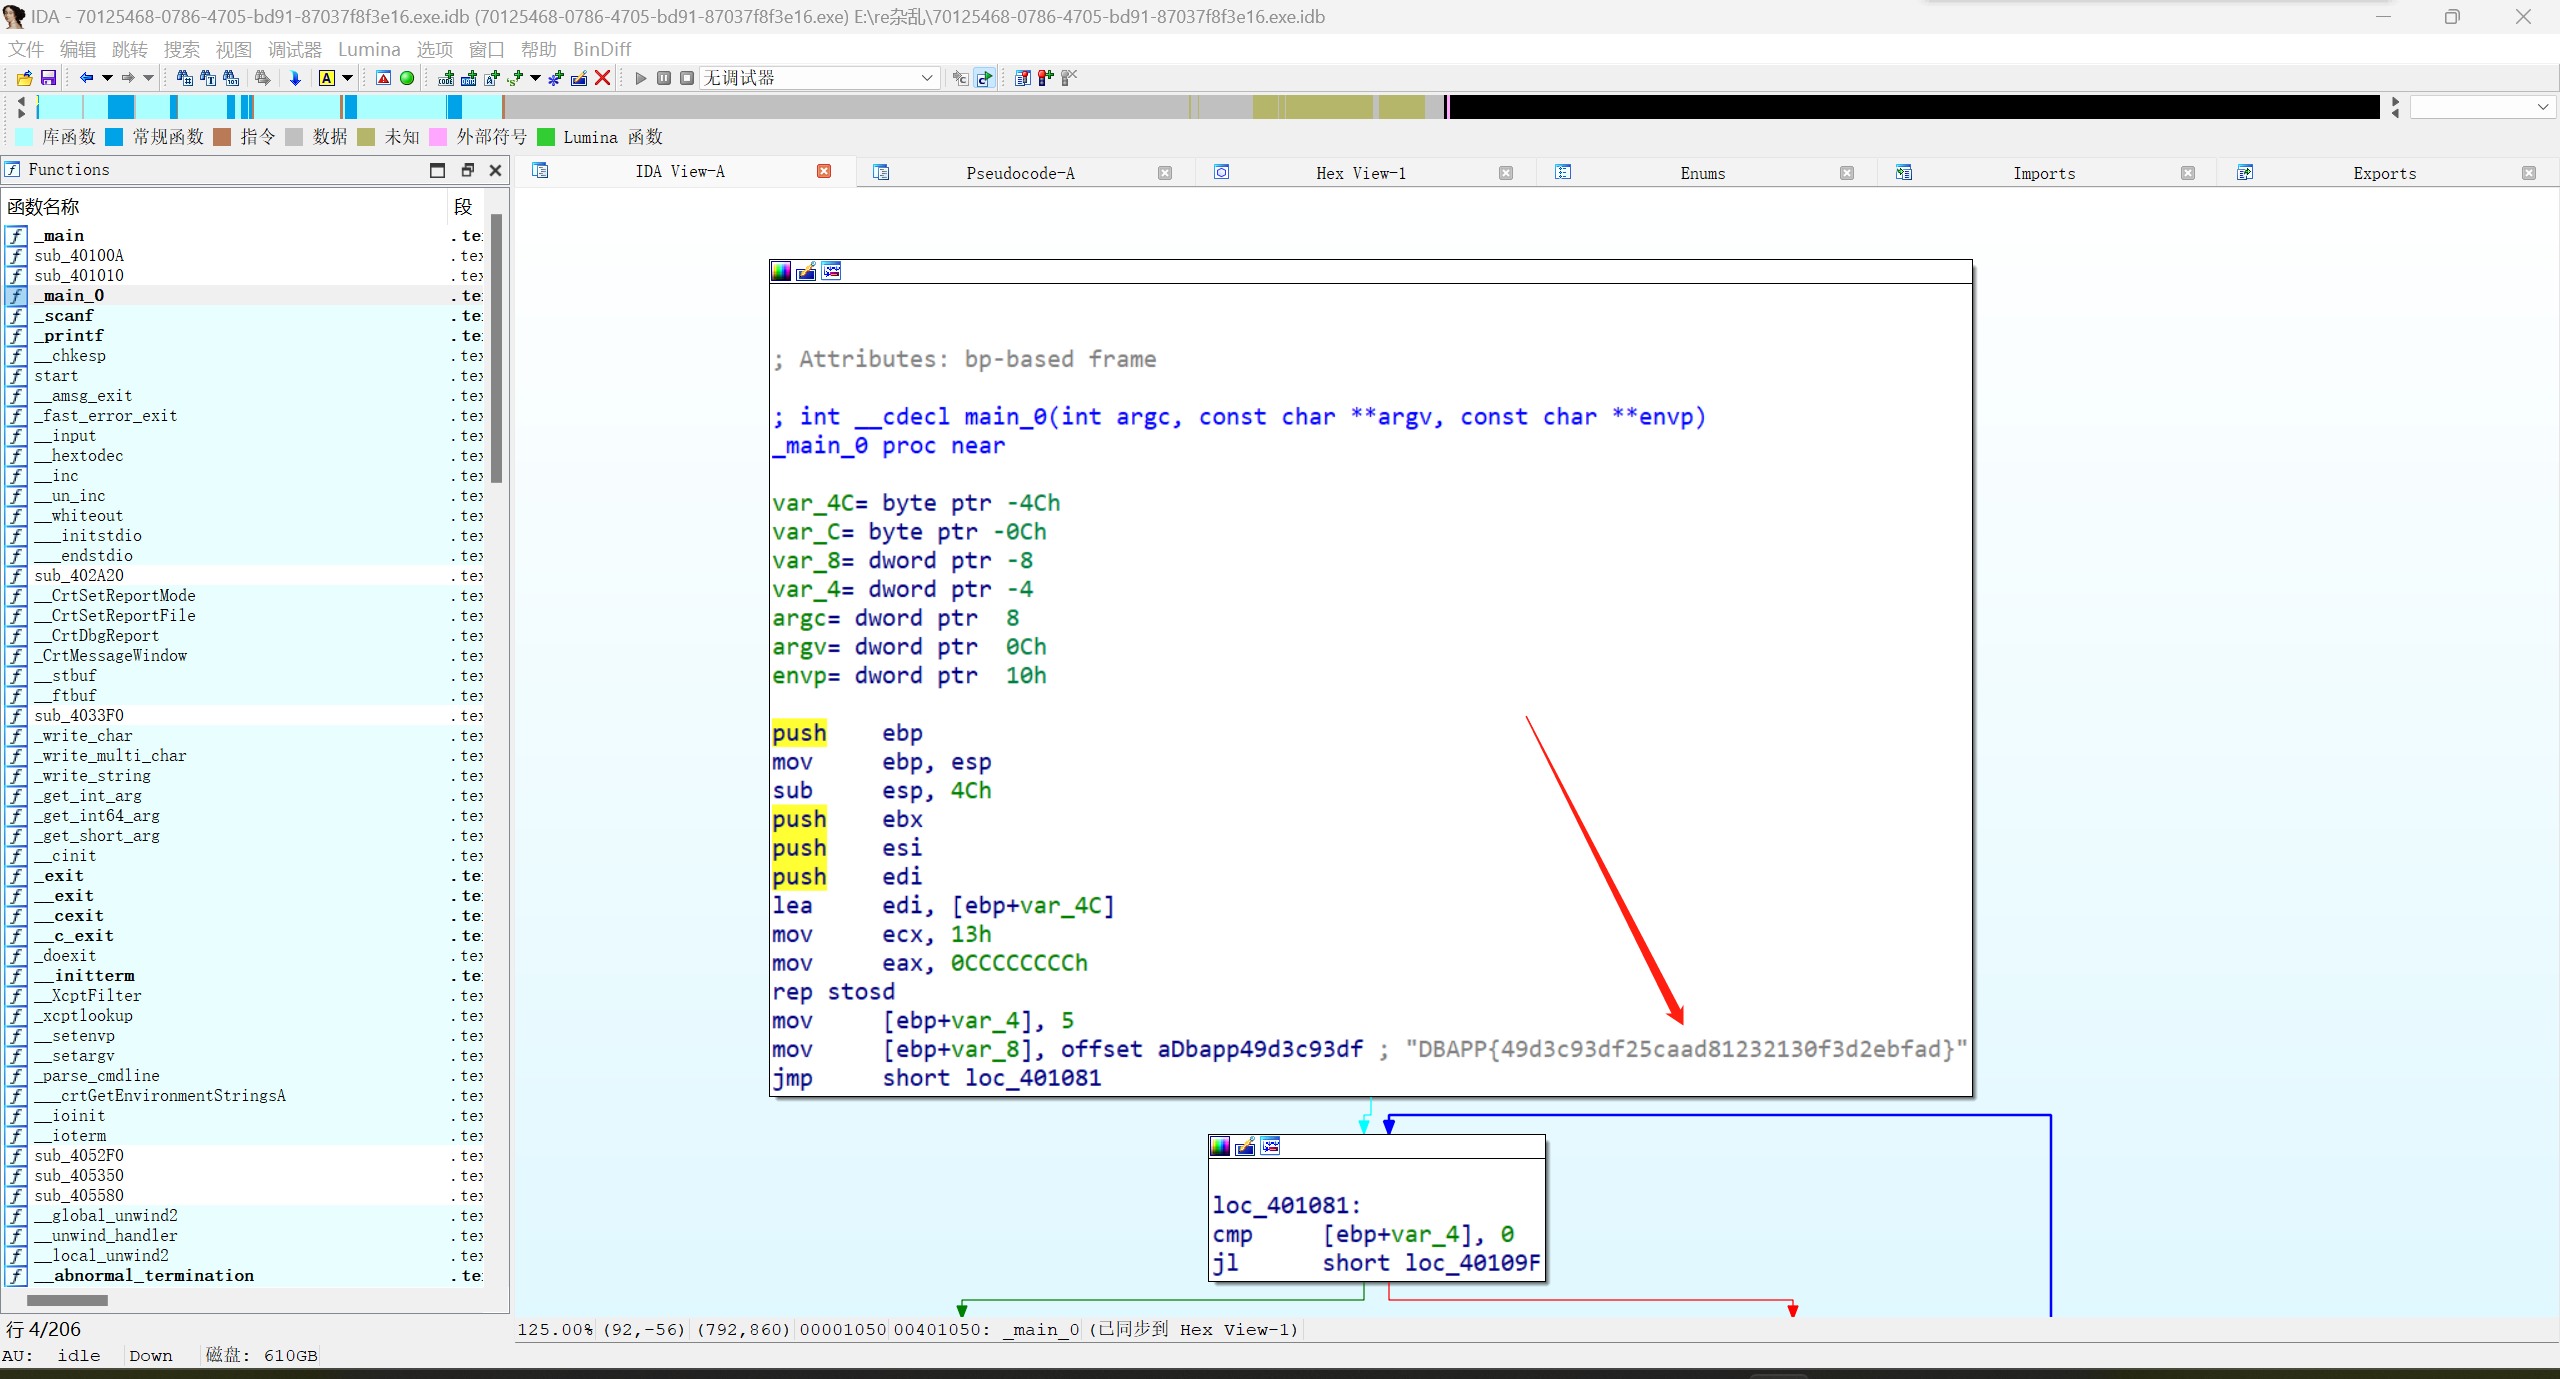 IDA - 70125468-0786-4705-bd91-87037f8f3e16.exe.idb (70125468-0786-4705-bd91-87037f8f3e16.exe) E:\re杂乱\70125468-0786-4705-bd91-87037f8f3e16.exe.idb
文件 编辑 跳转 搜索 视图 调试器 Lumina 选项 窗口 帮助 BinDiff
无调试器
库函数 常规函数 指令 数据 未知 外部符号 Lumina 函数
Functions
IDA View-A Pseudocode-A Hex View-1 Enums Imports Exports
函数名称 段
_main .te
sub_40100A .te
sub_401010 .te
_main_0 .te
_scanf .te
_printf .te
__chkesp .te
start .te
__amsg_exit .te
_fast_error_exit .te
__input .te
__hextodec .te
__inc .te
__un_inc .te
__whiteout .te
___initstdio .te
___endstdio .te
sub_402A20 .te
__CrtSetReportMode .te
__CrtSetReportFile .te
__CrtDbgReport .te
_CrtMessageWindow .te
__stbuf .te
__ftbuf .te
sub_4033F0 .te
_write_char .te
_write_multi_char .te
_write_string .te
_get_int_arg .te
_get_int64_arg .te
_get_short_arg .te
__cinit .te
_exit .te
__exit .te
__cexit .te
__c_exit .te
_doexit .te
__initterm .te
__XcptFilter .te
_xcptlookup .te
__setenvp .te
__setargv .te
_parse_cmdline .te
___crtGetEnvironmentStringsA .te
__ioinit .te
__ioterm .te
sub_4052F0 .te
sub_405350 .te
sub_405580 .te
__global_unwind2 .te
__unwind_handler .te
__local_unwind2 .te
__abnormal_termination .te
行 4/206
AU: idle Down 磁盘: 610GB
; Attributes: bp-based frame
; int __cdecl main_0(int argc, const char **argv, const char **envp)
_main_0 proc near
var_4C= byte ptr -4Ch
var_C= byte ptr -0Ch
var_8= dword ptr -8
var_4= dword ptr -4
argc= dword ptr 8
argv= dword ptr 0Ch
envp= dword ptr 10h
push ebp
mov ebp, esp
sub esp, 4Ch
push ebx
push esi
push edi
lea edi, [ebp+var_4C]
mov ecx, 13h
mov eax, 0CCCCCCCCh
rep stosd
mov [ebp+var_4], 5
mov [ebp+var_8], offset aDbapp49d3c93df ; "DBAPP{49d3c93df25caad81232130f3d2ebfad}"
jmp short loc_401081
loc_401081:
cmp [ebp+var_4], 0
jl short loc_40109F
125.00% (92,-56) (792,860) 00001050 00401050: _main_0 (已同步到 Hex View-1)